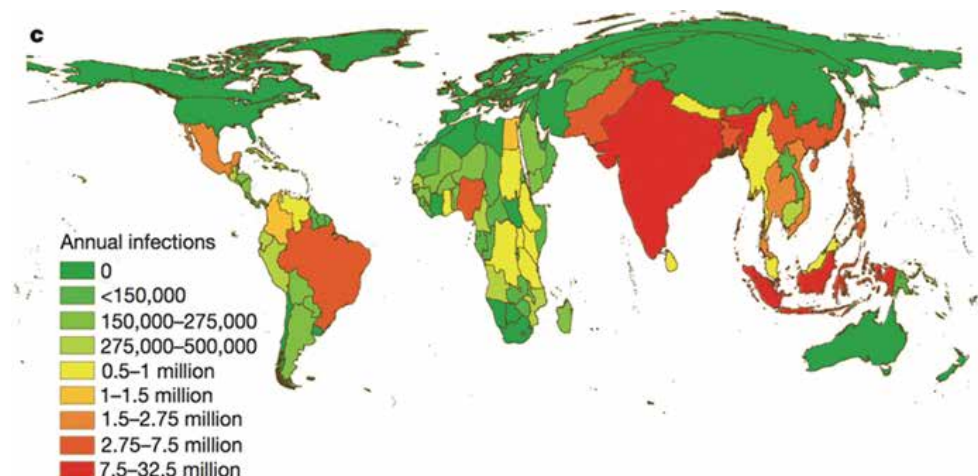 c
Annual infections
0
<150,000
150,000–275,000
275,000–500,000
0.5–1 million
1–1.5 million
1.5–2.75 million
2.75–7.5 million
7.5–32.5 million